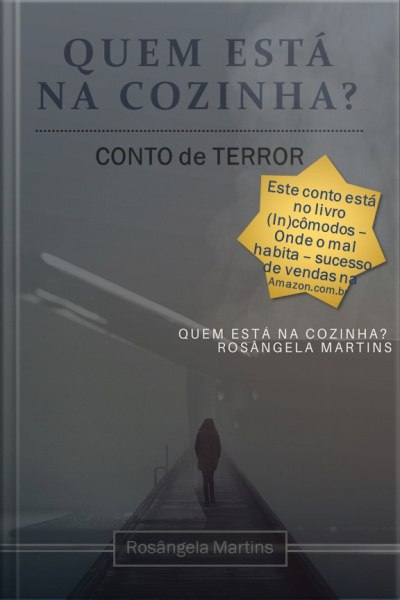 QUEM ESTÁ
NA COZINHA?
CONTO de TERROR
Este conto está
no livro
(In)cômodos –
Onde o mal
habita – sucesso
de vendas na
Amazon.com.br
QUEM ESTÁ NA COZINHA?
ROSÂNGELA MARTINS
Rosângela Martins